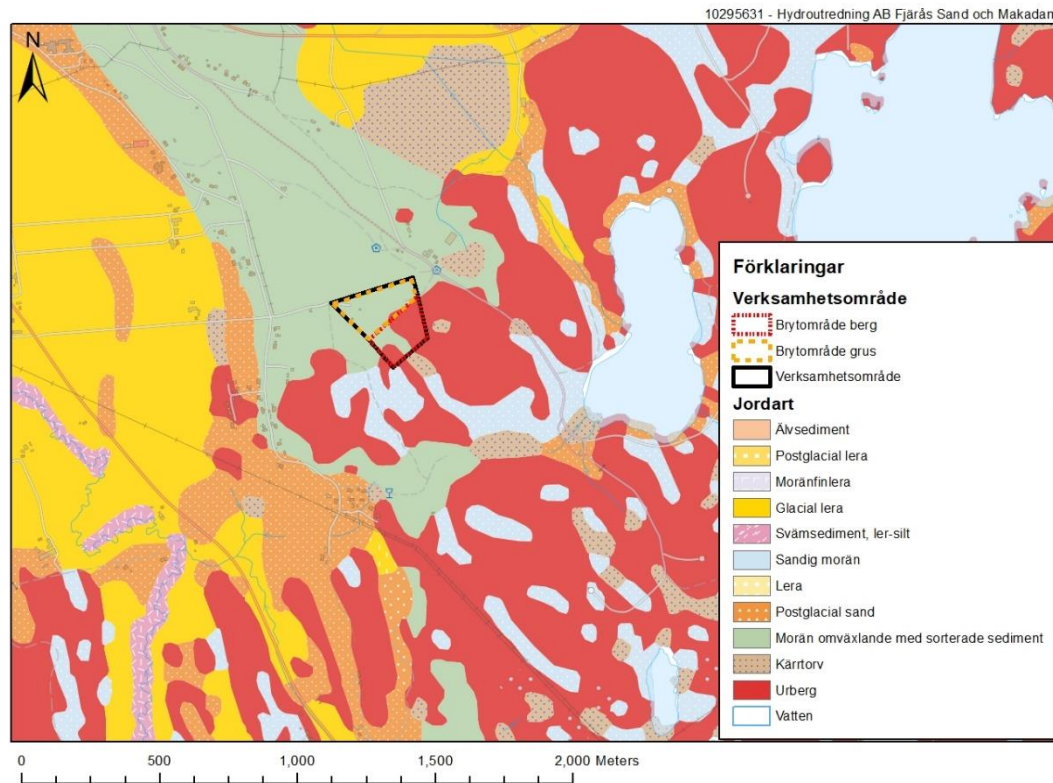 10295631 - Hydroutredning AB Fjärås Sand och Makadam
N
Förklaringar
Verksamhetsområde
Brytområde berg
Brytområde grus
Verksamhetsområde
Jordart
Älvsediment
Postglacial lera
Moränfinlera
Glacial lera
Svämsediment, ler-silt
Sandig morän
Lera
Postglacial sand
Morän omväxlande med sorterade sediment
Kärrtorv
Urberg
Vatten
0 500 1,000 1,500 2,000 Meters